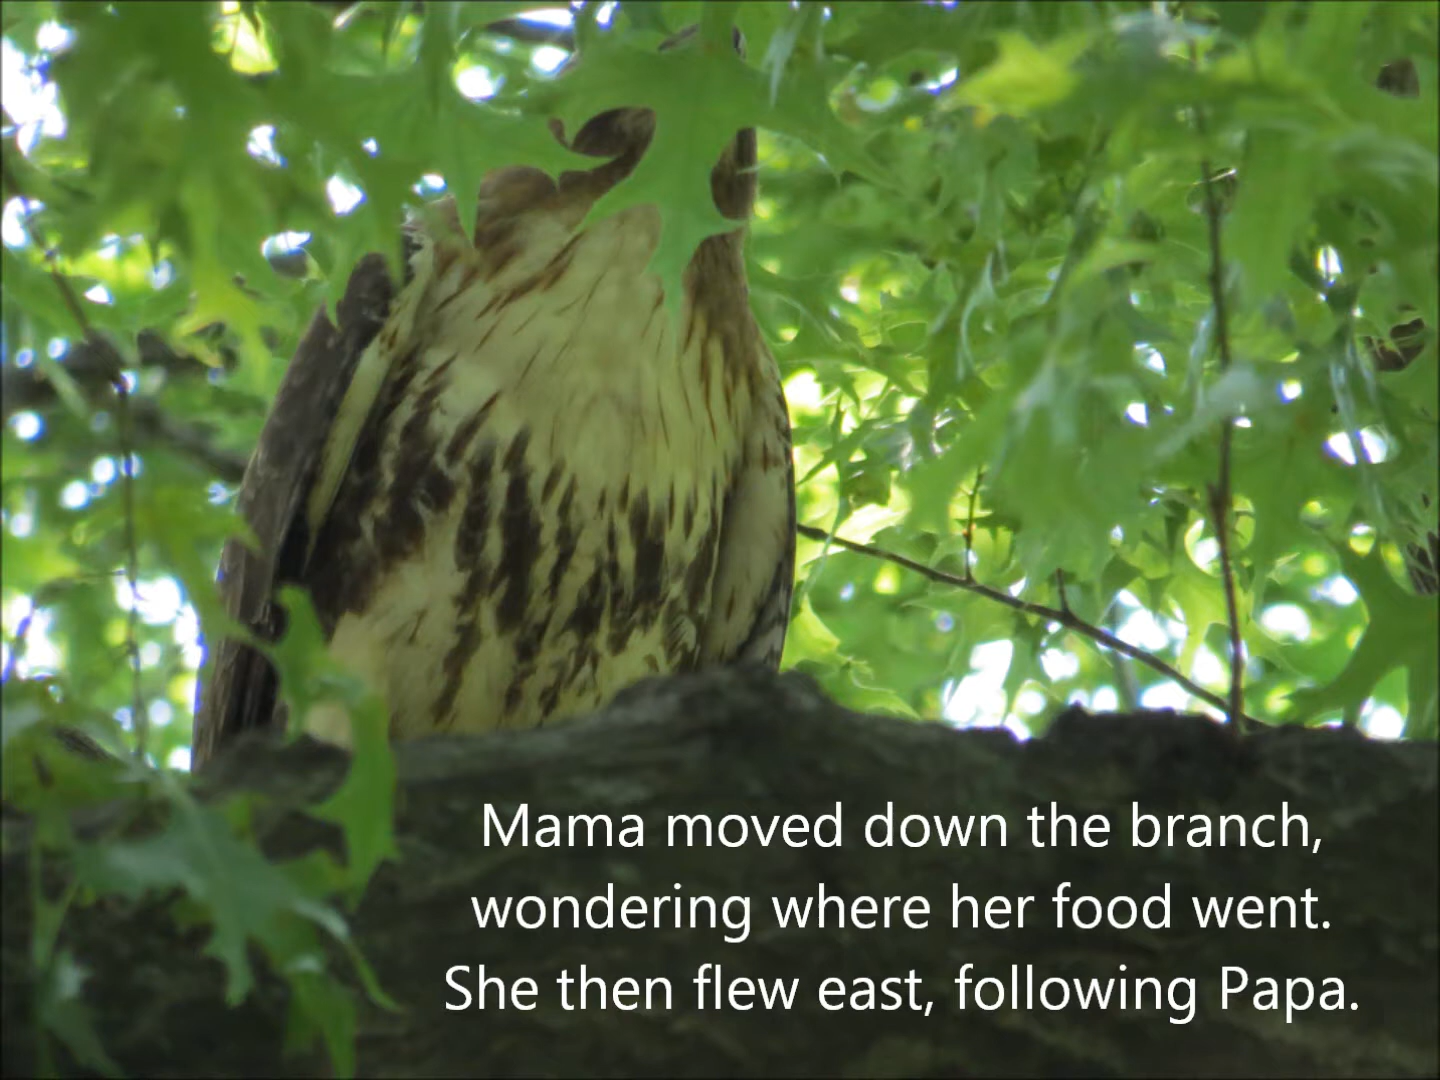 Mama moved down the branch,
wondering where her food went.
She then flew east, following Papa.